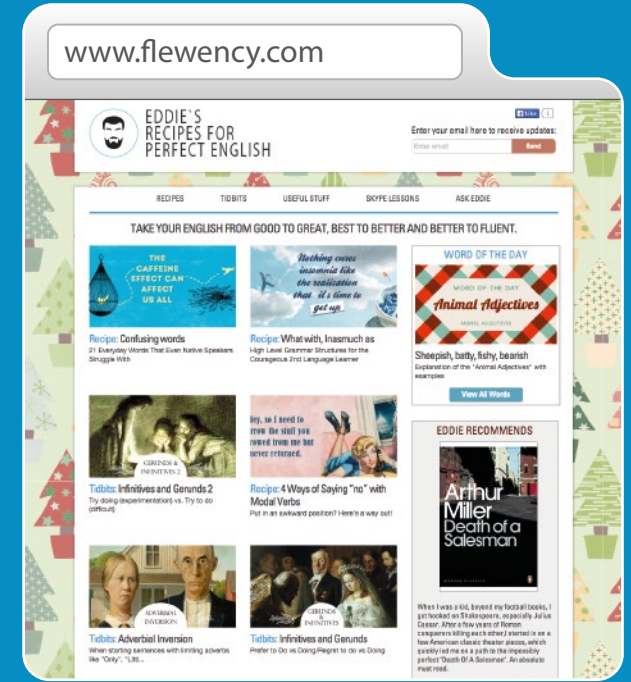 www.flewency.com
EDDIE`S
RECIPES FOR
PERFECT ENGLISH
Enter your email here to receive updates:
Enter email
Send
RECIPES TIDBITS USEFUL STUFF SKYPE LESSONS ASK EDDIE
TAKE YOUR ENGLISH FROM GOOD TO GREAT, BEST TO BETTER AND BETTER TO FLUENT.
THE
CAFFEINE
EFFECT CAN
AFFECT
US ALL
Recipe: Confusing words
21 Everyday Words That Even Native Speakers
Struggle With
Nothing cures
insomnia like
the realization
that it s time to
get up
Recipe: What with, Inasmuch as
High Level Grammar Structures for the
Courageous 2nd Language Learner
WORD OF THE DAY
WORD OF THE DAY
Animal Adjectives
ANIMAL ADJECTIVES
Sheepish, batty, fishy, bearish
Explanation of the "Animal Adjectives" with
examples
View All Words
GERUNDS &
INFINITIVES 2
Tidbits: Infinitives and Gerunds 2
Try doing (experimentation) vs. Try to do
(difficult)
ley, so I need to
rrow the stuff you
rowed from me but
never returned.
Recipe: 4 Ways of Saying "no" with
Modal Verbs
Put in an awkward position? Here's a way out!
EDDIE RECOMMENDS
Arthur
Miller
Death of a
Salesman
ADVERBIAL
INVERSION
Tidbits: Adverbial Inversion
When starting sentences with limiting adverbs
like "Only", "Littl...
GERUNDS &
INFINITIVES
Tidbits: Infinitives and Gerunds
Prefer to Do vs Doing/Regret to do vs Doing
When I was a kid, beyond my football books, I
got hooked on Shakespeare, especially Julius
Caesar. After a few years of Roman
conquerers killing each other,I started in on a
few American classic theater pieces, which
quickly led me on a path to the impossibly
perfect "Death Of A Salesman". An absolute
must read.